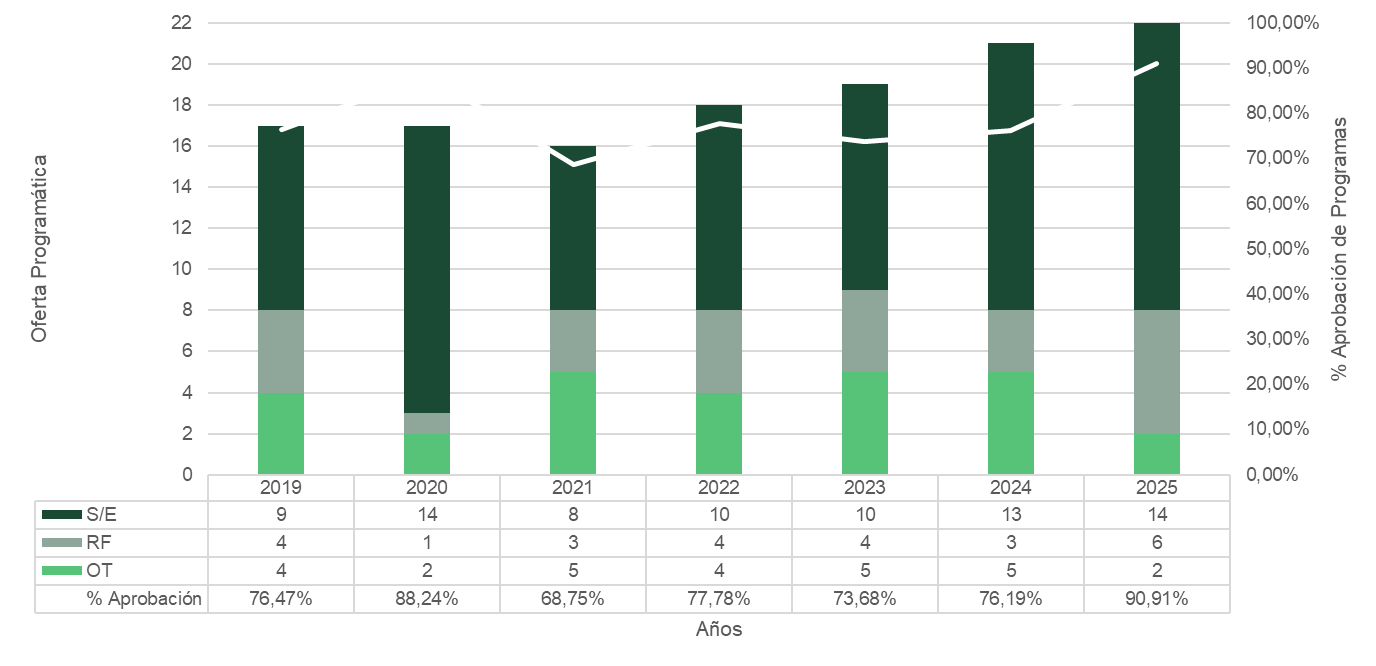 Oferta Programática
22
20
18
16
14
12
10
8
6
4
2
0
100,00%
90,00%
80,00%
70,00%
60,00%
50,00%
40,00%
30,00%
20,00%
10,00%
0,00%
% Aprobación de Programas
2019 2020 2021 2022 2023 2024 2025
S/E 9 14 8 10 10 13 14
RF 4 1 3 4 4 3 6
OT 4 2 5 4 5 5 2
% Aprobación 76,47% 88,24% 68,75% 77,78% 73,68% 76,19% 90,91%
Años